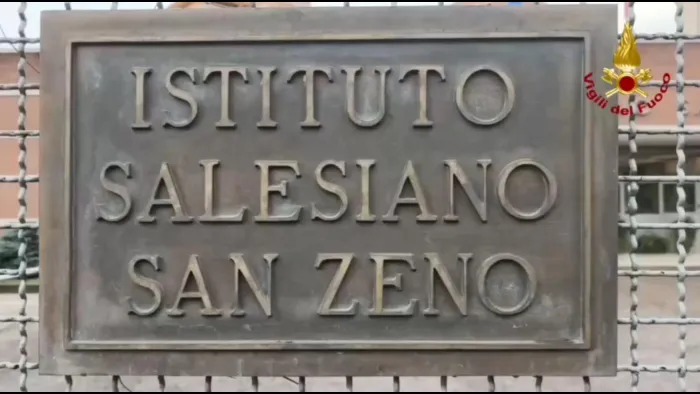 ISTITUTO
SALESIANO
SAN ZENO
Vigili del Fuoco